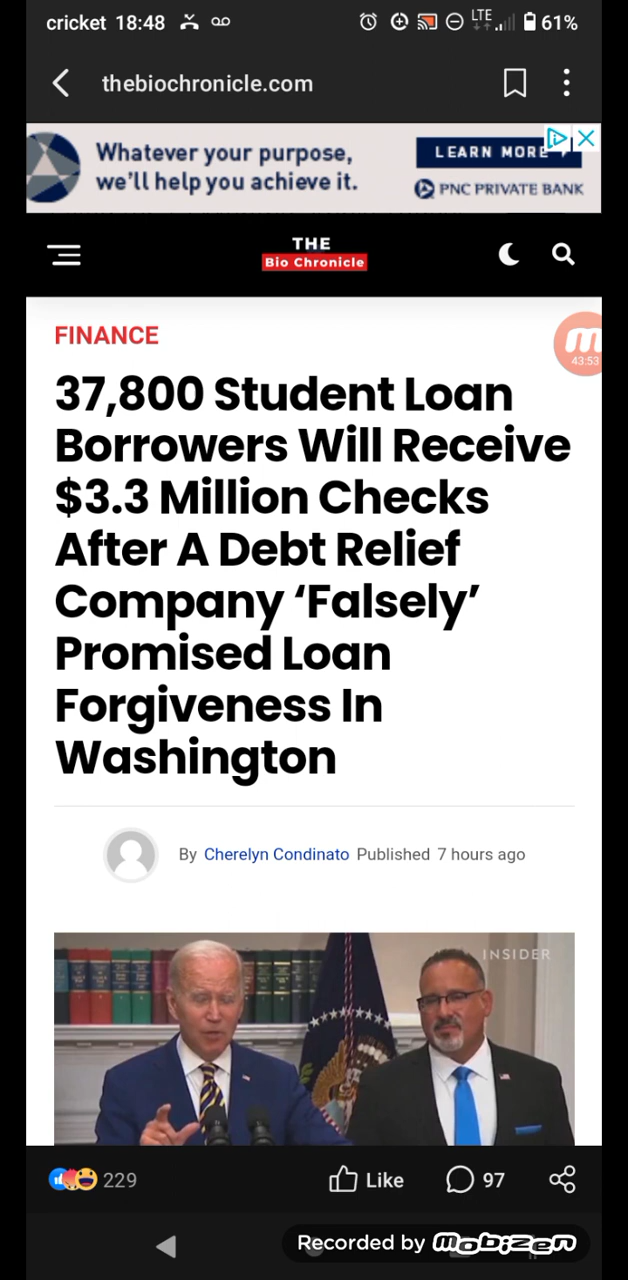 cricket 18:48
LTE
61%
thebiochronicle.com
Whatever your purpose,
we'll help you achieve it.
LEARN MORE
PNC PRIVATE BANK
THE
Bio Chronicle
FINANCE
m
43:53
37,800 Student Loan
Borrowers Will Receive
$3.3 Million Checks
After A Debt Relief
Company ‘Falsely’
Promised Loan
Forgiveness In
Washington
By Cherelyn Condinato Published 7 hours ago
INSIDER
229
Like
97
Recorded by Mobizen